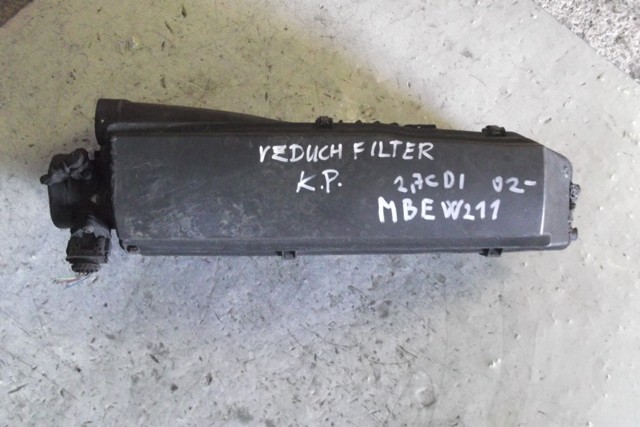 VZDUCH FILTER
K.P. 2,7CDI 02-
MBEW211